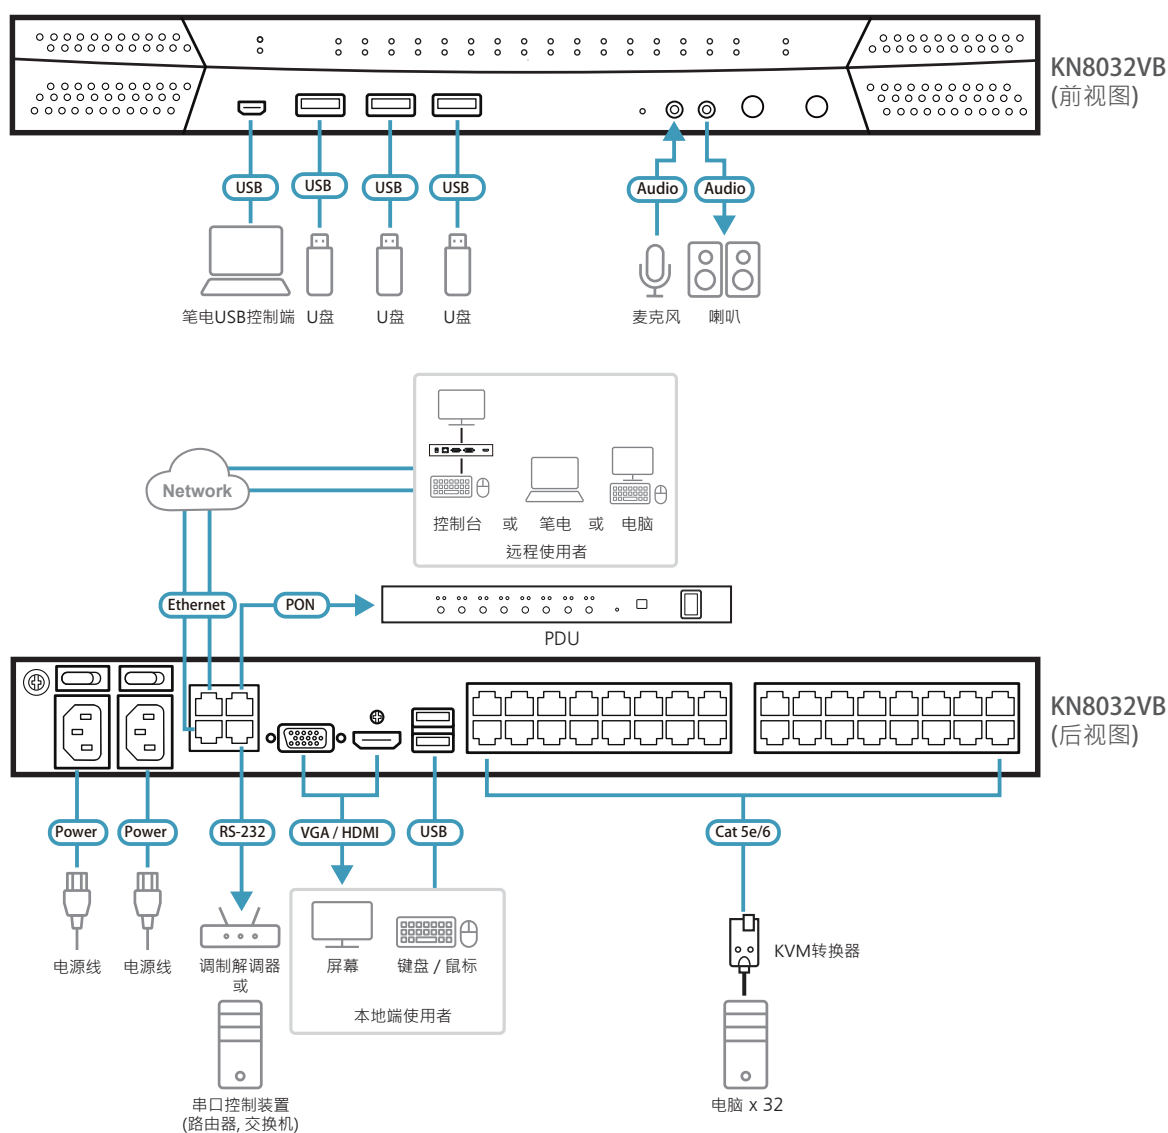 KN8032VB
(前视图)
USB
USB
USB
USB
Audio
Audio
笔电USB控制端
U盘
U盘
U盘
麦克风
喇叭
Network
控制台 或 笔电 或 电脑
远程使用者
Ethernet
PON
PDU
KN8032VB
(后视图)
Power
Power
RS-232
VGA / HDMI
USB
Cat 5e/6
电源线
电源线
调制解调器
或
屏幕
键盘 / 鼠标
本地端使用者
KVM转换器
串口控制装置
(路由器, 交换机)
电脑 x 32